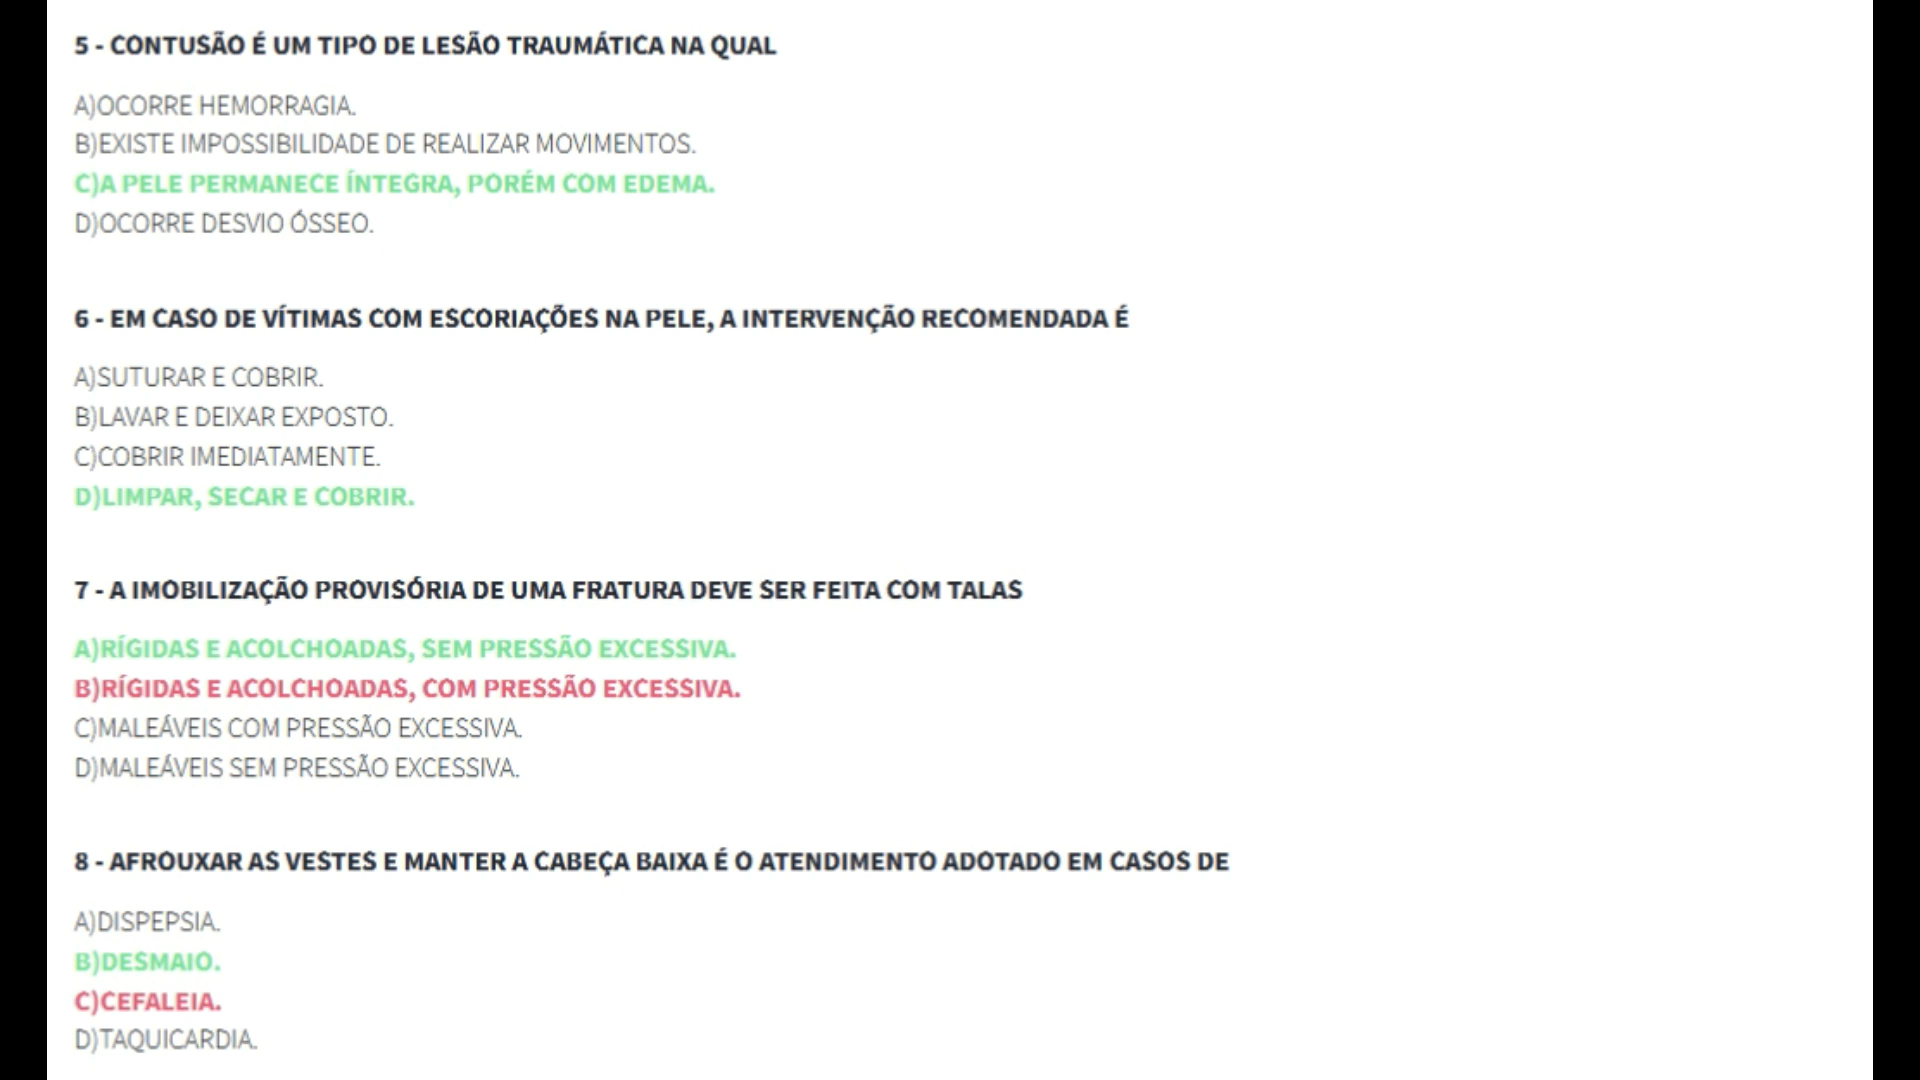 5 - CONTUSÃO É UM TIPO DE LESÃO TRAUMÁTICA NA QUAL
A)OCORRE HEMORRAGIA.
B)EXISTE IMPOSSIBILIDADE DE REALIZAR MOVIMENTOS.
C)A PELE PERMANECE ÍNTEGRA, PORÉM COM EDEMA.
D)OCORRE DESVIO ÓSSEO.
6 - EM CASO DE VÍTIMAS COM ESCORIAÇÕES NA PELE, A INTERVENÇÃO RECOMENDADA É
A)SUTURAR E COBRIR.
B)LAVAR E DEIXAR EXPOSTO.
C)COBRIR IMEDIATAMENTE.
D)LIMPAR, SECAR E COBRIR.
7 - A IMOBILIZAÇÃO PROVISÓRIA DE UMA FRATURA DEVE SER FEITA COM TALAS
A)RÍGIDAS E ACOLCHOADAS, SEM PRESSÃO EXCESSIVA.
B)RÍGIDAS E ACOLCHOADAS, COM PRESSÃO EXCESSIVA.
C)MALEÁVEIS COM PRESSÃO EXCESSIVA.
D)MALEÁVEIS SEM PRESSÃO EXCESSIVA.
8 - AFROUXAR AS VESTES E MANTER A CABEÇA BAIXA É O ATENDIMENTO ADOTADO EM CASOS DE
A)DISPEPSIA.
B)DESMAIO.
C)CEFALEIA.
D)TAQUICARDIA.